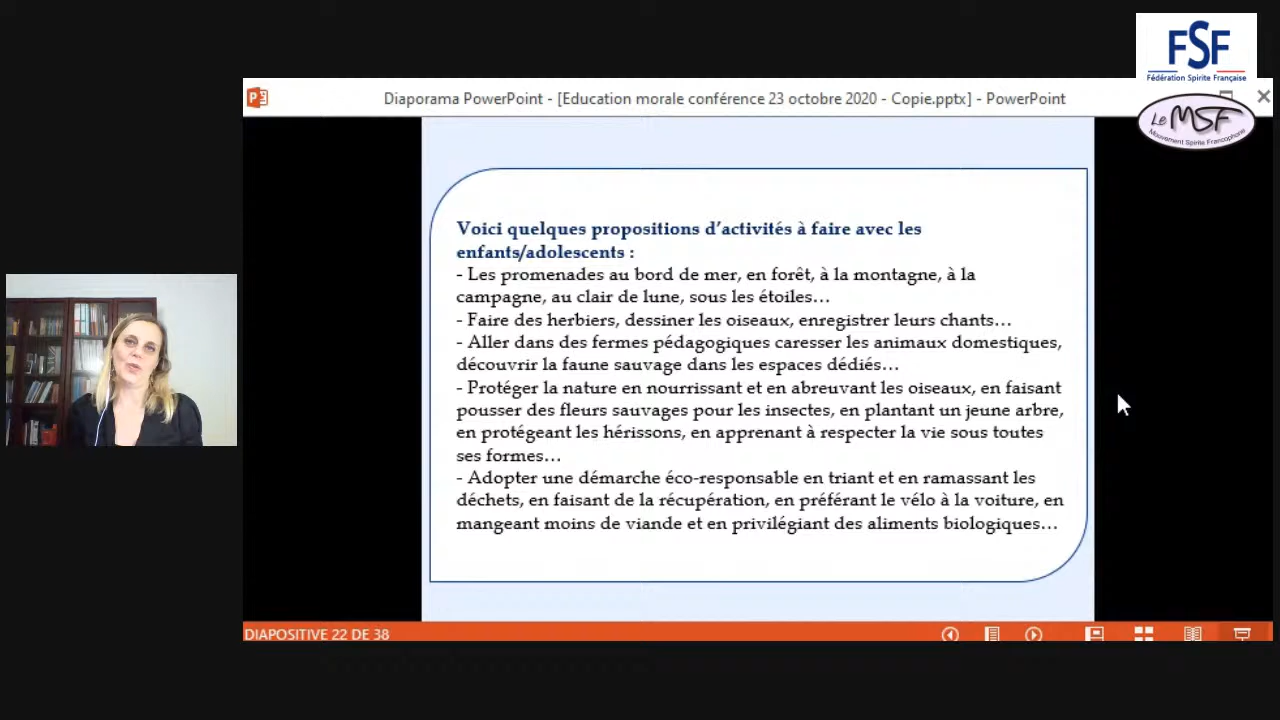 FSF
Fédération Spirite Française
Le MSF
Mouvement Spirite Francophone
Diaporama PowerPoint - [Education morale conférence 23 octobre 2020 - Copie.pptx] - PowerPoint
Voici quelques propositions d’activités à faire avec les
enfants/adolescents :
- Les promenades au bord de mer, en forêt, à la montagne, à la
campagne, au clair de lune, sous les étoiles…
- Faire des herbiers, dessiner les oiseaux, enregistrer leurs chants…
- Aller dans des fermes pédagogiques caresser les animaux domestiques,
découvrir la faune sauvage dans les espaces dédiés…
- Protéger la nature en nourrissant et en abreuvant les oiseaux, en faisant
pousser des fleurs sauvages pour les insectes, en plantant un jeune arbre,
en protégeant les hérissons, en apprenant à respecter la vie sous toutes
ses formes…
- Adopter une démarche éco-responsable en triant et en ramassant les
déchets, en faisant de la récupération, en préférant le vélo à la voiture, en
mangeant moins de viande et en privilégiant des aliments biologiques…
DIAPOSITIVE 22 DE 38